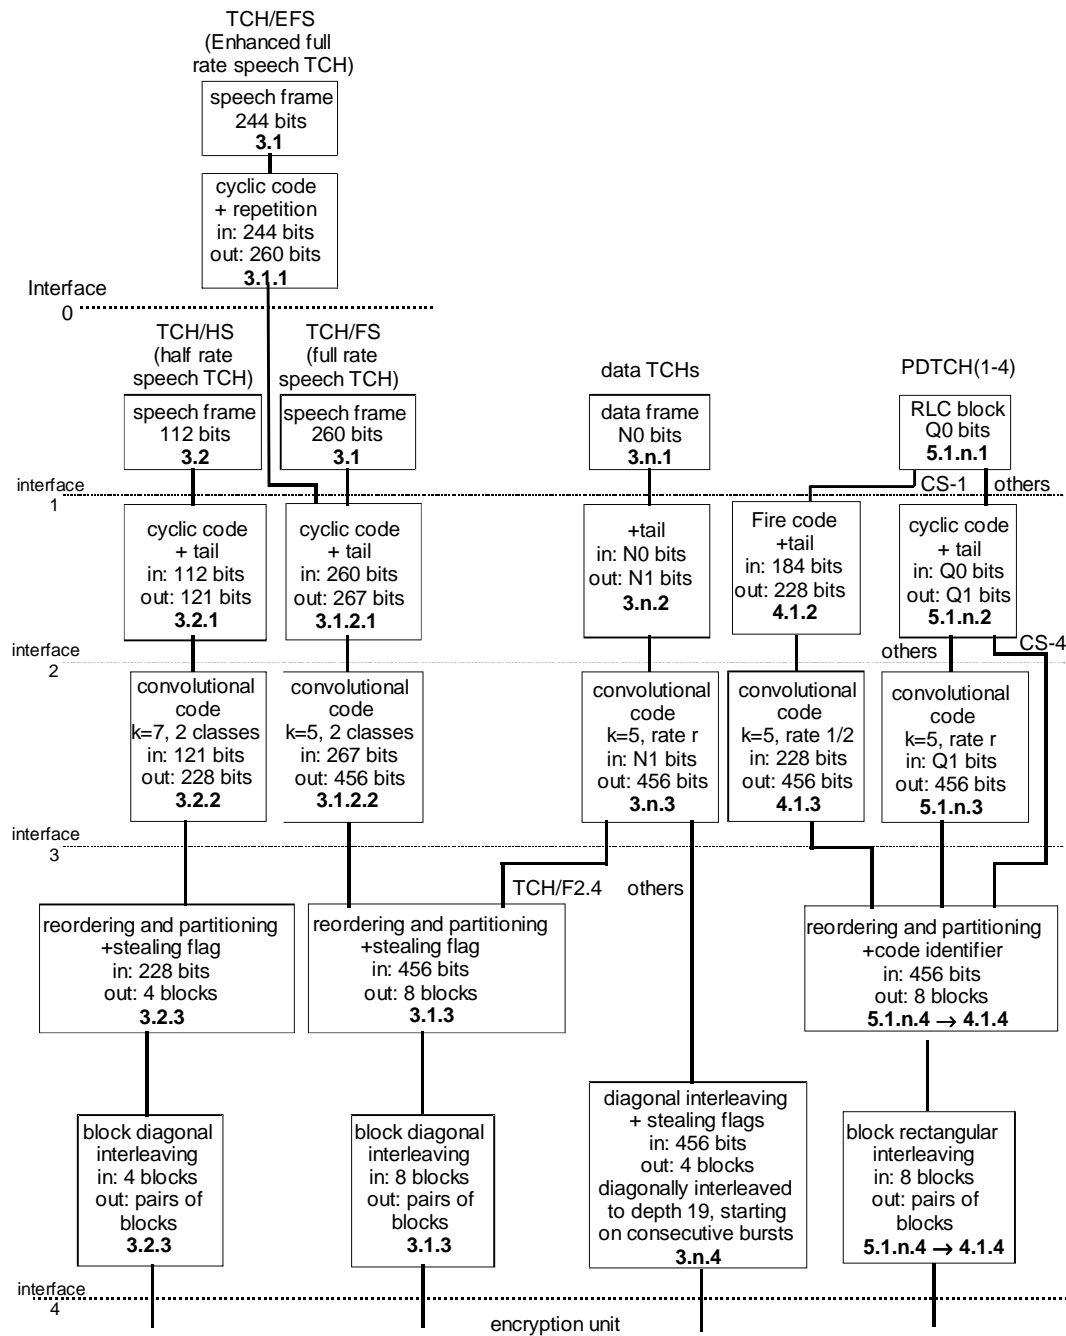 TCH/EFS
(Enhanced full
rate speech TCH)
speech frame
244 bits
3.1
cyclic code
+ repetition
in: 244 bits
out: 260 bits
3.1.1
Interface
0
TCH/HS
(half rate
speech TCH)
TCH/FS
(full rate
speech TCH)
data TCHs
PDTCH(1-4)
speech frame
112 bits
3.2
speech frame
260 bits
3.1
data frame
N0 bits
3.n.1
RLC block
Q0 bits
5.1.n.1
interface
1
CS-1
others
cyclic code
+ tail
in: 112 bits
out: 121 bits
3.2.1
cyclic code
+ tail
in: 260 bits
out: 267 bits
3.1.2.1
+tail
in: N0 bits
out: N1 bits
3.n.2
Fire code
+tail
in: 184 bits
out: 228 bits
4.1.2
cyclic code
+ tail
in: Q0 bits
out: Q1 bits
5.1.n.2
interface
2
others
CS-4
convolutional
code
k=7, 2 classes
in: 121 bits
out: 228 bits
3.2.2
convolutional
code
k=5, 2 classes
in: 267 bits
out: 456 bits
3.1.2.2
convolutional
code
k=5, rate r
in: N1 bits
out: 456 bits
3.n.3
convolutional
code
k=5, rate 1/2
in: 228 bits
out: 456 bits
4.1.3
convolutional
code
k=5, rate r
in: Q1 bits
out: 456 bits
5.1.n.3
interface
3
TCH/F2.4
others
reordering and partitioning
+stealing flag
in: 228 bits
out: 4 blocks
3.2.3
reordering and partitioning
+stealing flag
in: 456 bits
out: 8 blocks
3.1.3
reordering and partitioning
+code identifier
in: 456 bits
out: 8 blocks
5.1.n.4 → 4.1.4
block diagonal
interleaving
in: 4 blocks
out: pairs of
blocks
3.2.3
block diagonal
interleaving
in: 8 blocks
out: pairs of
blocks
3.1.3
diagonal interleaving
+ stealing flags
in: 456 bits
out: 4 blocks
diagonally interleaved
to depth 19, starting
on consecutive bursts
3.n.4
block rectangular
interleaving
in: 8 blocks
out: pairs of
blocks
5.1.n.4 → 4.1.4
interface
4
encryption unit